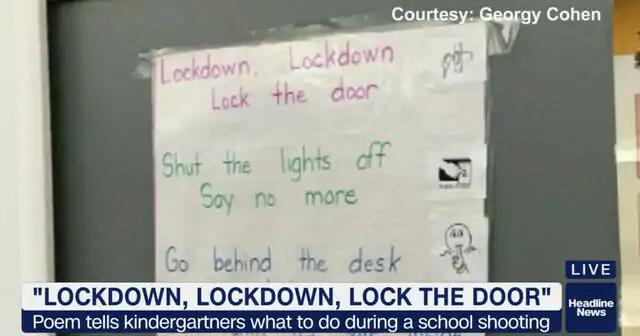 Courtesy: Georgy Cohen
Lockdown, Lockdown
Lock the door
Shut the lights off
Say no more
Go behind the desk
LIVE
"LOCKDOWN, LOCKDOWN, LOCK THE DOOR"
Poem tells kindergartners what to do during a school shooting
Headline
News